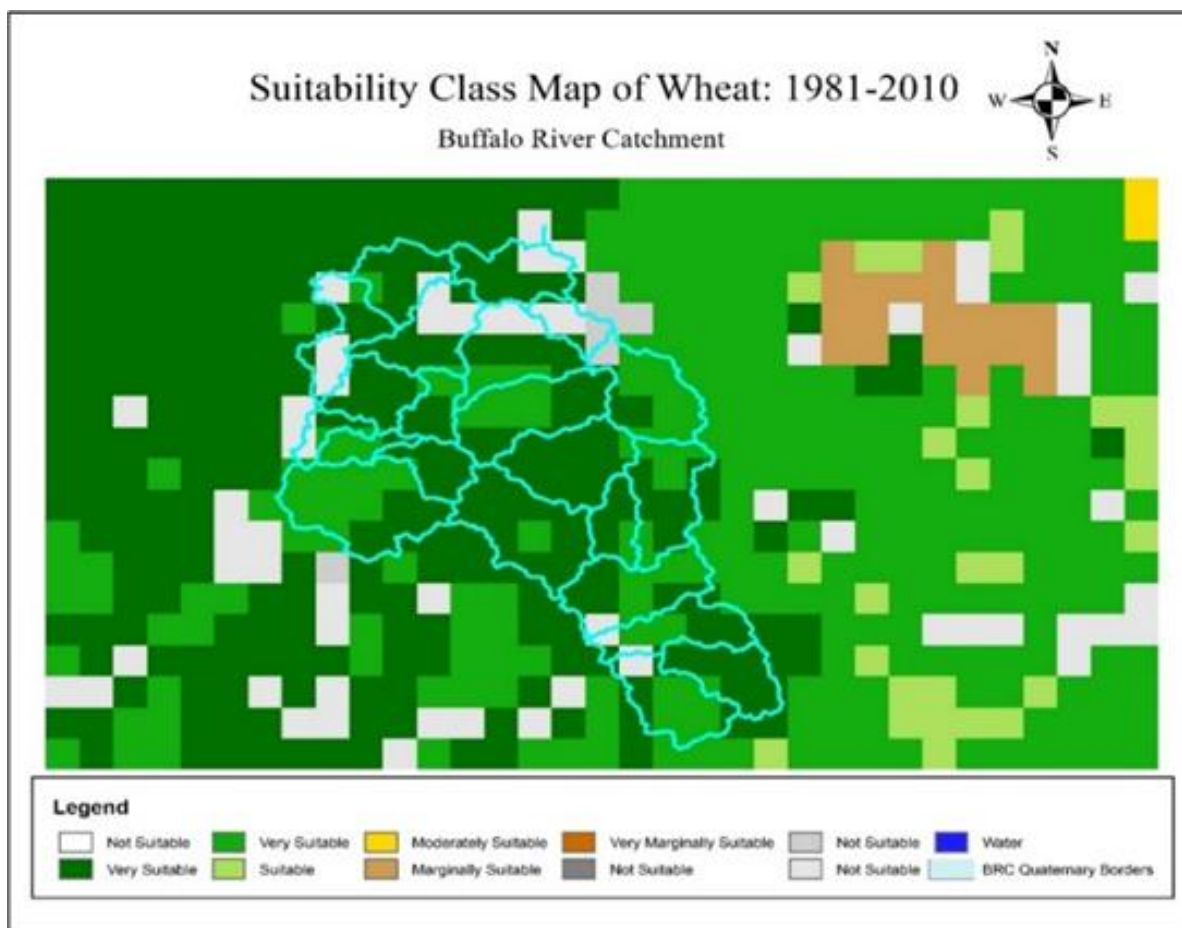 Suitability Class Map of Wheat: 1981-2010
Buffalo River Catchment
N
W E
S
Legend
Not Suitable Very Suitable Moderately Suitable Very Marginally Suitable Not Suitable Water
Very Suitable Suitable Marginally Suitable Not Suitable Not Suitable BRC Quaternary Borders